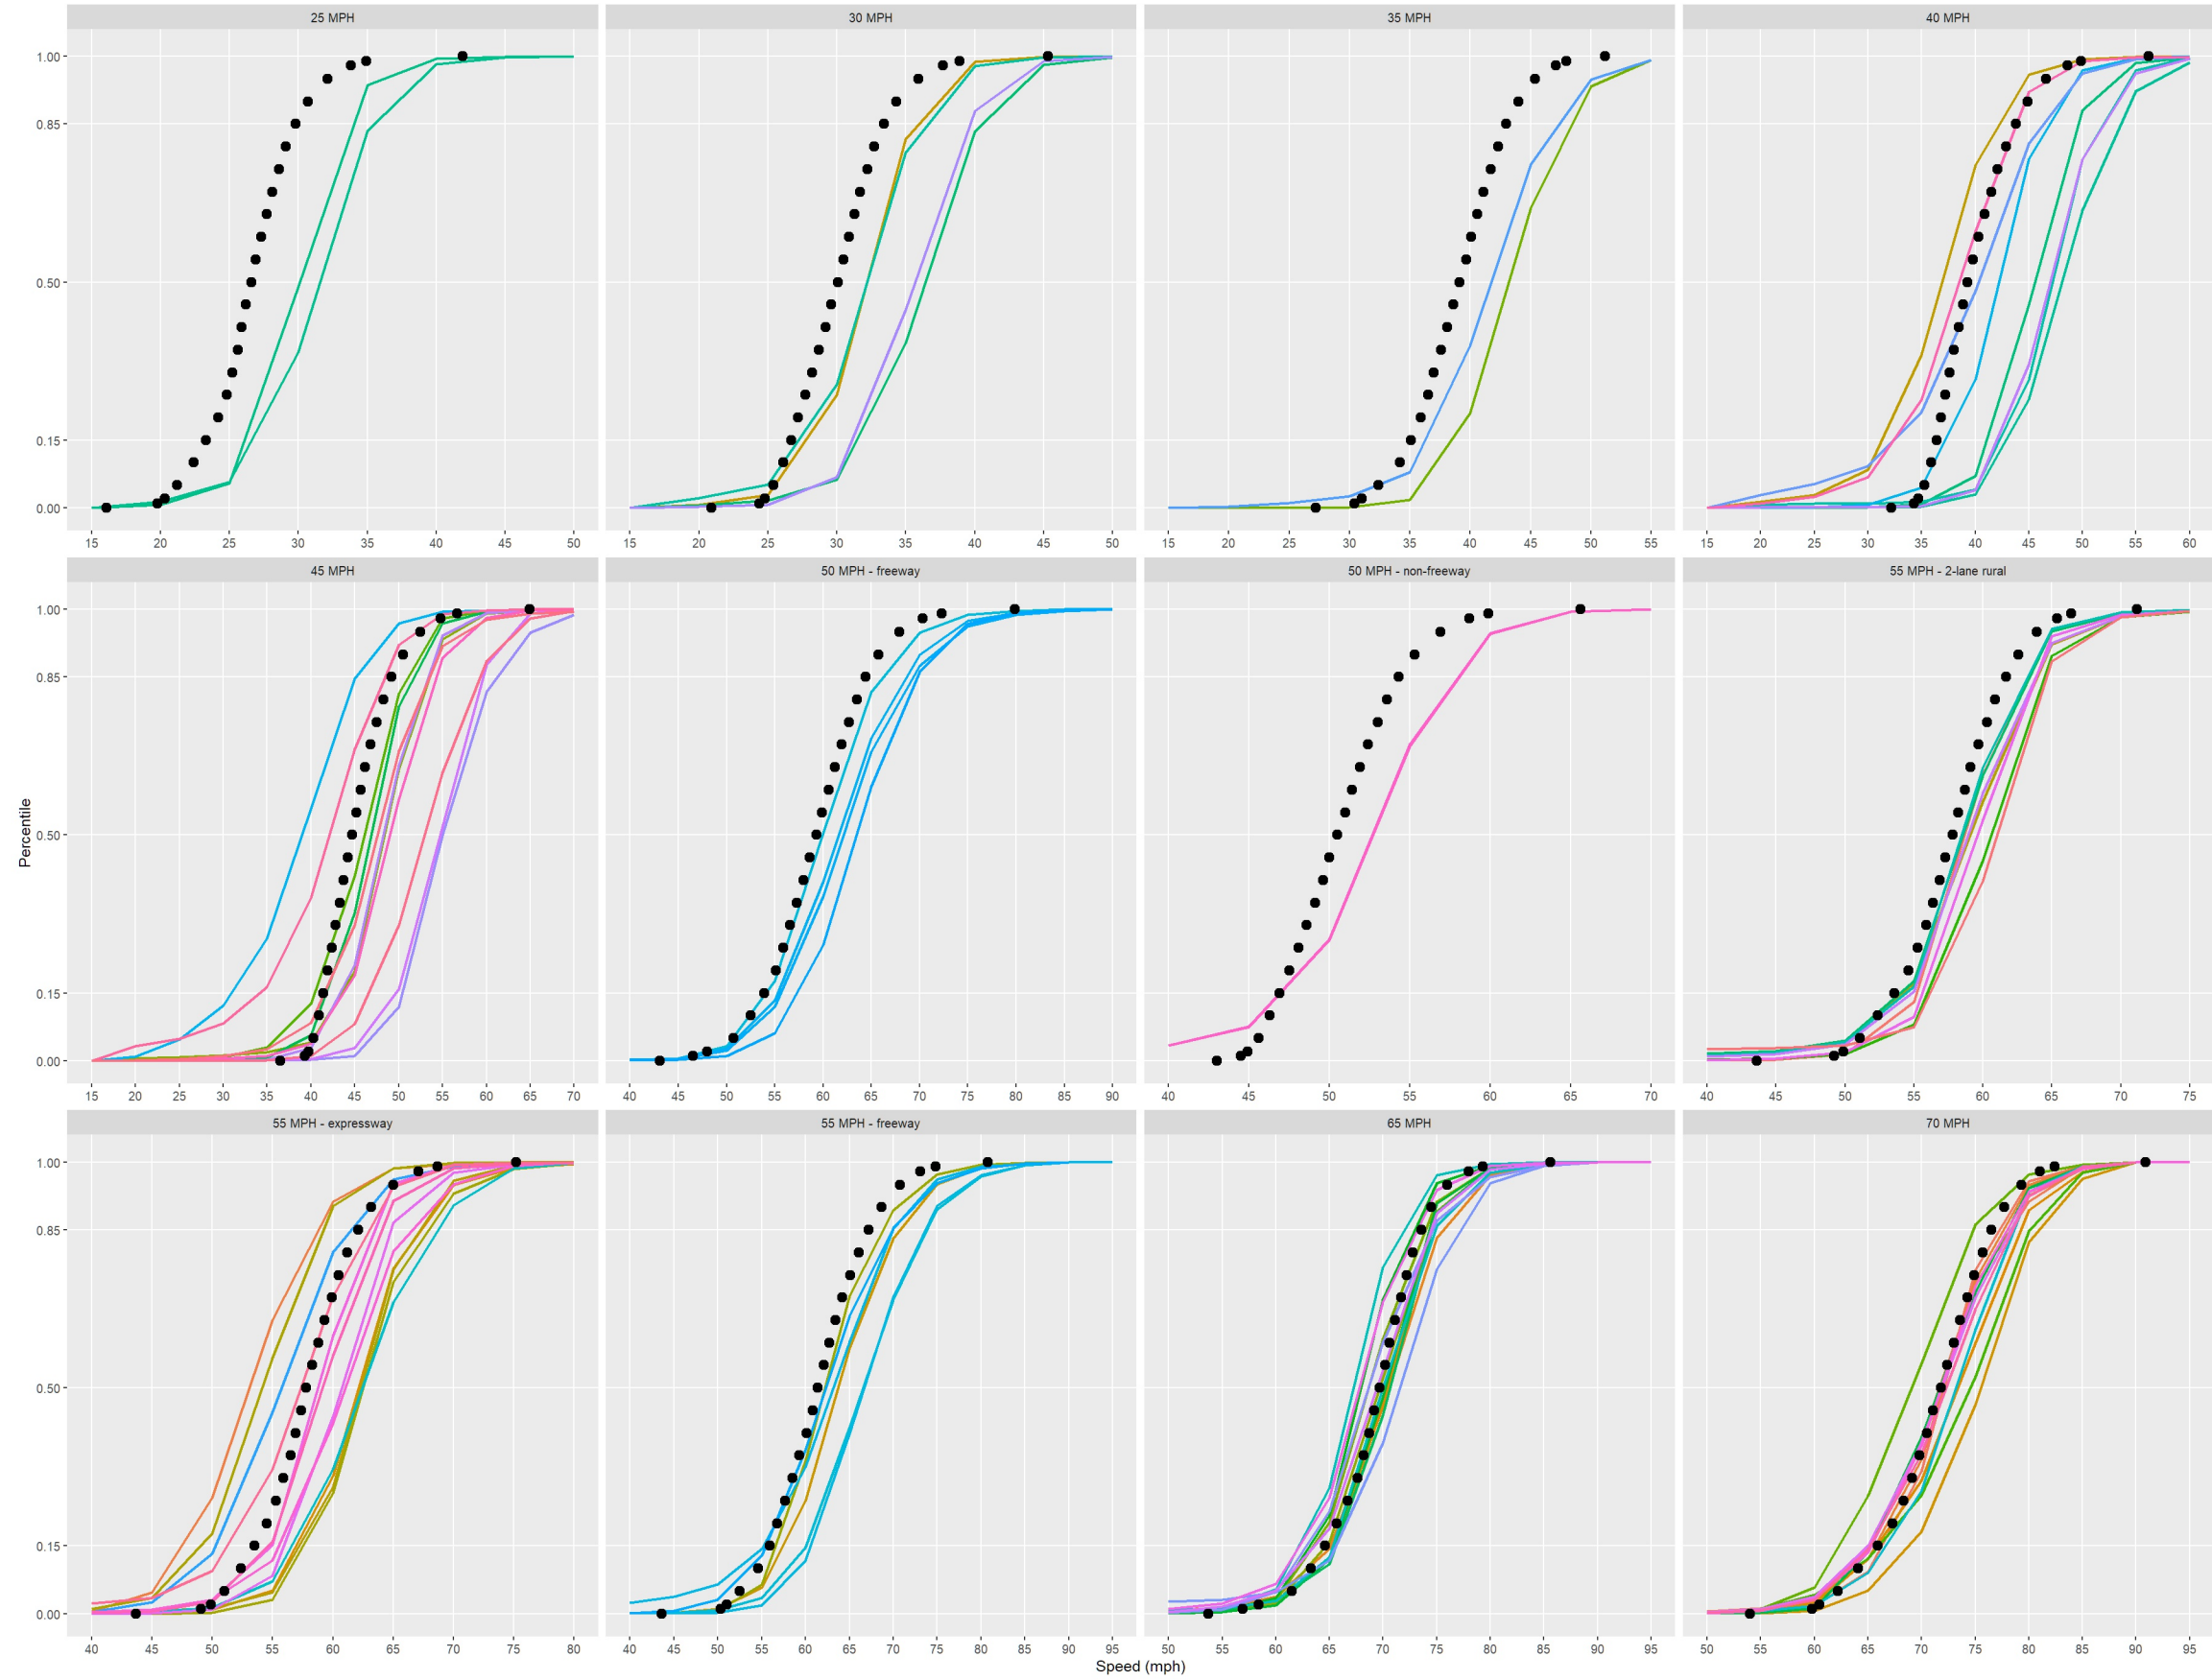 25 MPH
30 MPH
35 MPH
40 MPH
1.00
0.85
0.50
0.15
0.00
15 20 25 30 35 40 45 50
15 20 25 30 35 40 45 50
15 20 25 30 35 40 45 50 55
15 20 25 30 35 40 45 50 55 60
45 MPH
50 MPH - freeway
50 MPH - non-freeway
55 MPH - 2-lane rural
Percentile
1.00
0.85
0.50
0.15
0.00
15 20 25 30 35 40 45 50 55 60 65 70
40 45 50 55 60 65 70 75 80 85 90
40 45 50 55 60 65 70
40 45 50 55 60 65 70 75
55 MPH - expressway
55 MPH - freeway
65 MPH
70 MPH
1.00
0.85
0.50
0.15
0.00
40 45 50 55 60 65 70 75 80
40 45 50 55 60 65 70 75 80 85 90 95
50 55 60 65 70 75 80 85 90 95
50 55 60 65 70 75 80 85 90 95
Speed (mph)